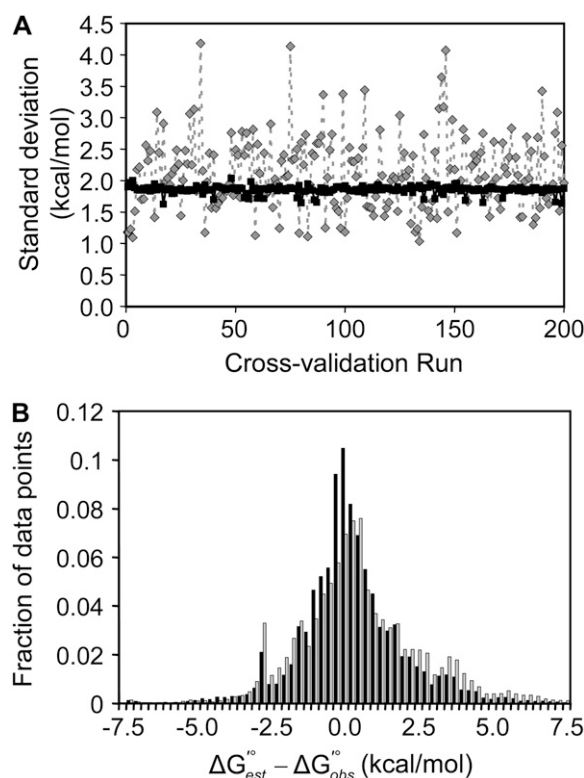 A
4.5
4.0
3.5
3.0
2.5
2.0
1.5
1.0
0.5
0.0
Standard deviation
(kcal/mol)
0 50 100 150 200
Cross-validation Run
B
0.12
0.1
0.08
0.06
0.04
0.02
0
Fraction of data points
-7.5 -5.0 -2.5 0.0 2.5 5.0 7.5
ΔG'°est – ΔG'°obs (kcal/mol)